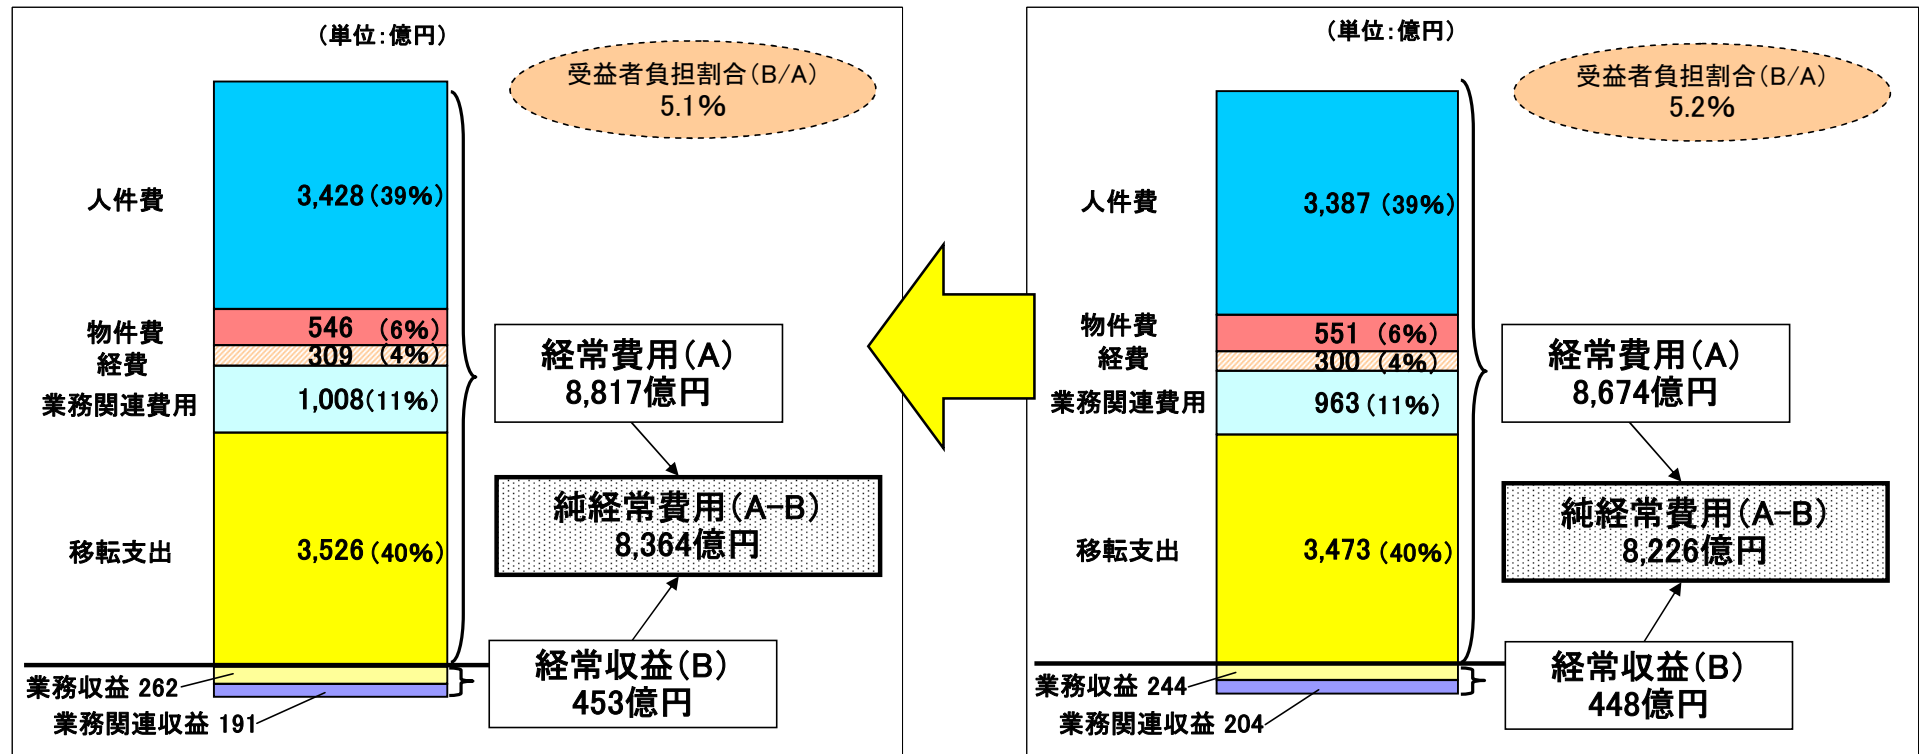 (単位:億円)
受益者負担割合(B/A)
5.1%
人件費
3,428(39%)
物件費
546 (6%)
経費
309 (4%)
業務関連費用
1,008(11%)
移転支出
3,526(40%)
経常費用(A)
8,817億円
純経常費用(A-B)
8,364億円
経常収益(B)
453億円
業務収益 262
業務関連収益 191
(単位:億円)
受益者負担割合(B/A)
5.2%
人件費
3,387(39%)
物件費
551 (6%)
経費
300 (4%)
業務関連費用
963(11%)
移転支出
3,473(40%)
経常費用(A)
8,674億円
純経常費用(A-B)
8,226億円
経常収益(B)
448億円
業務収益 244
業務関連収益 204